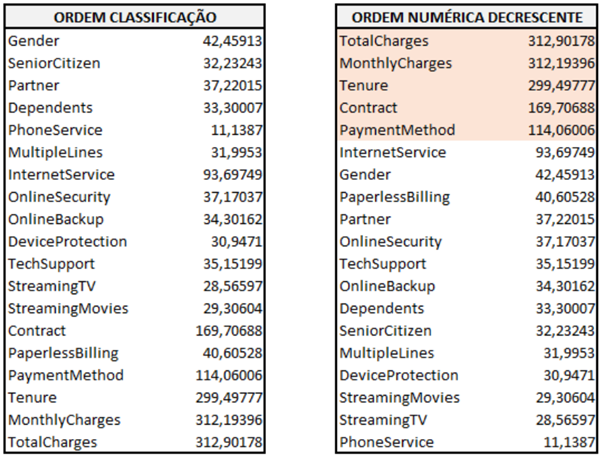 ORDEM CLASSIFICAÇÃO
Gender 42,45913
SeniorCitizen 32,23243
Partner 37,22015
Dependents 33,30007
PhoneService 11,1387
MultipleLines 31,9953
InternetService 93,69749
OnlineSecurity 37,17037
OnlineBackup 34,30162
DeviceProtection 30,9471
TechSupport 35,15199
StreamingTV 28,56597
StreamingMovies 29,30604
Contract 169,70688
PaperlessBilling 40,60528
PaymentMethod 114,06006
Tenure 299,49777
MonthlyCharges 312,19396
TotalCharges 312,90178
ORDEM NUMÉRICA DECRESCENTE
TotalCharges 312,90178
MonthlyCharges 312,19396
Tenure 299,49777
Contract 169,70688
PaymentMethod 114,06006
InternetService 93,69749
Gender 42,45913
PaperlessBilling 40,60528
Partner 37,22015
OnlineSecurity 37,17037
TechSupport 35,15199
OnlineBackup 34,30162
Dependents 33,30007
SeniorCitizen 32,23243
MultipleLines 31,9953
DeviceProtection 30,9471
StreamingMovies 29,30604
StreamingTV 28,56597
PhoneService 11,1387